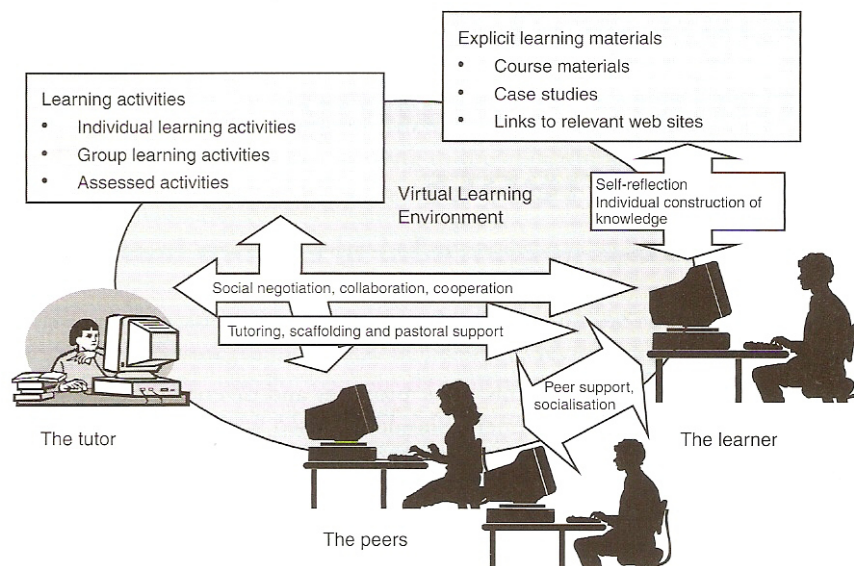 Explicit learning materials
• Course materials
• Case studies
• Links to relevant web sites
Learning activities
• Individual learning activities
• Group learning activities
• Assessed activities
Virtual Learning
Environment
Self-reflection
Individual construction of
knowledge
Social negotiation, collaboration, cooperation
Tutoring, scaffolding and pastoral support
Peer support,
socialisation
The tutor
The learner
The peers